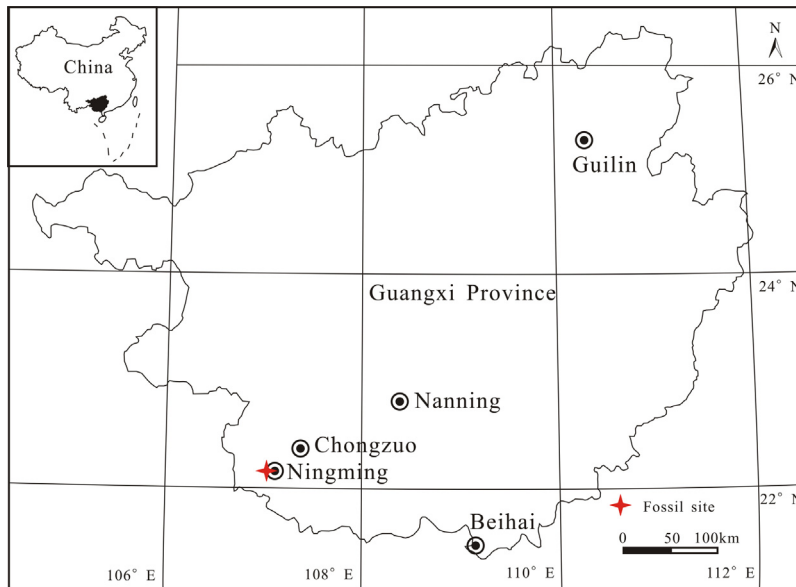 China
N
26° N
Guilin
24° N
Guangxi Province
Nanning
Chongzuo
Ningming
22° N
Fossil site
Beihai
0 50 100km
106° E 108° E 110° E 112° E